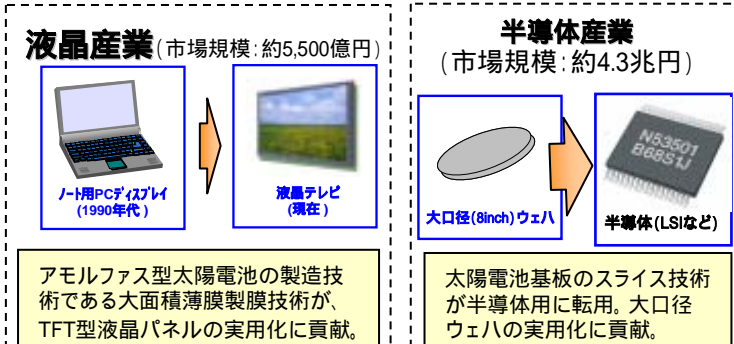 液晶産業(市場規模:約5,500億円)
ノート用PCディスプレイ
(1990年代)
液晶テレビ
(現在)
アモルファス型太陽電池の製造技
術である大面積薄膜製膜技術が、
TFT型液晶パネルの実用化に貢献。
半導体産業
(市場規模:約4.3兆円)
大口径(8inch)ウェハ
N53501
B68S1J
半導体(LSIなど)
太陽電池基板のスライス技術
が半導体用に転用。大口径
ウェハの実用化に貢献。